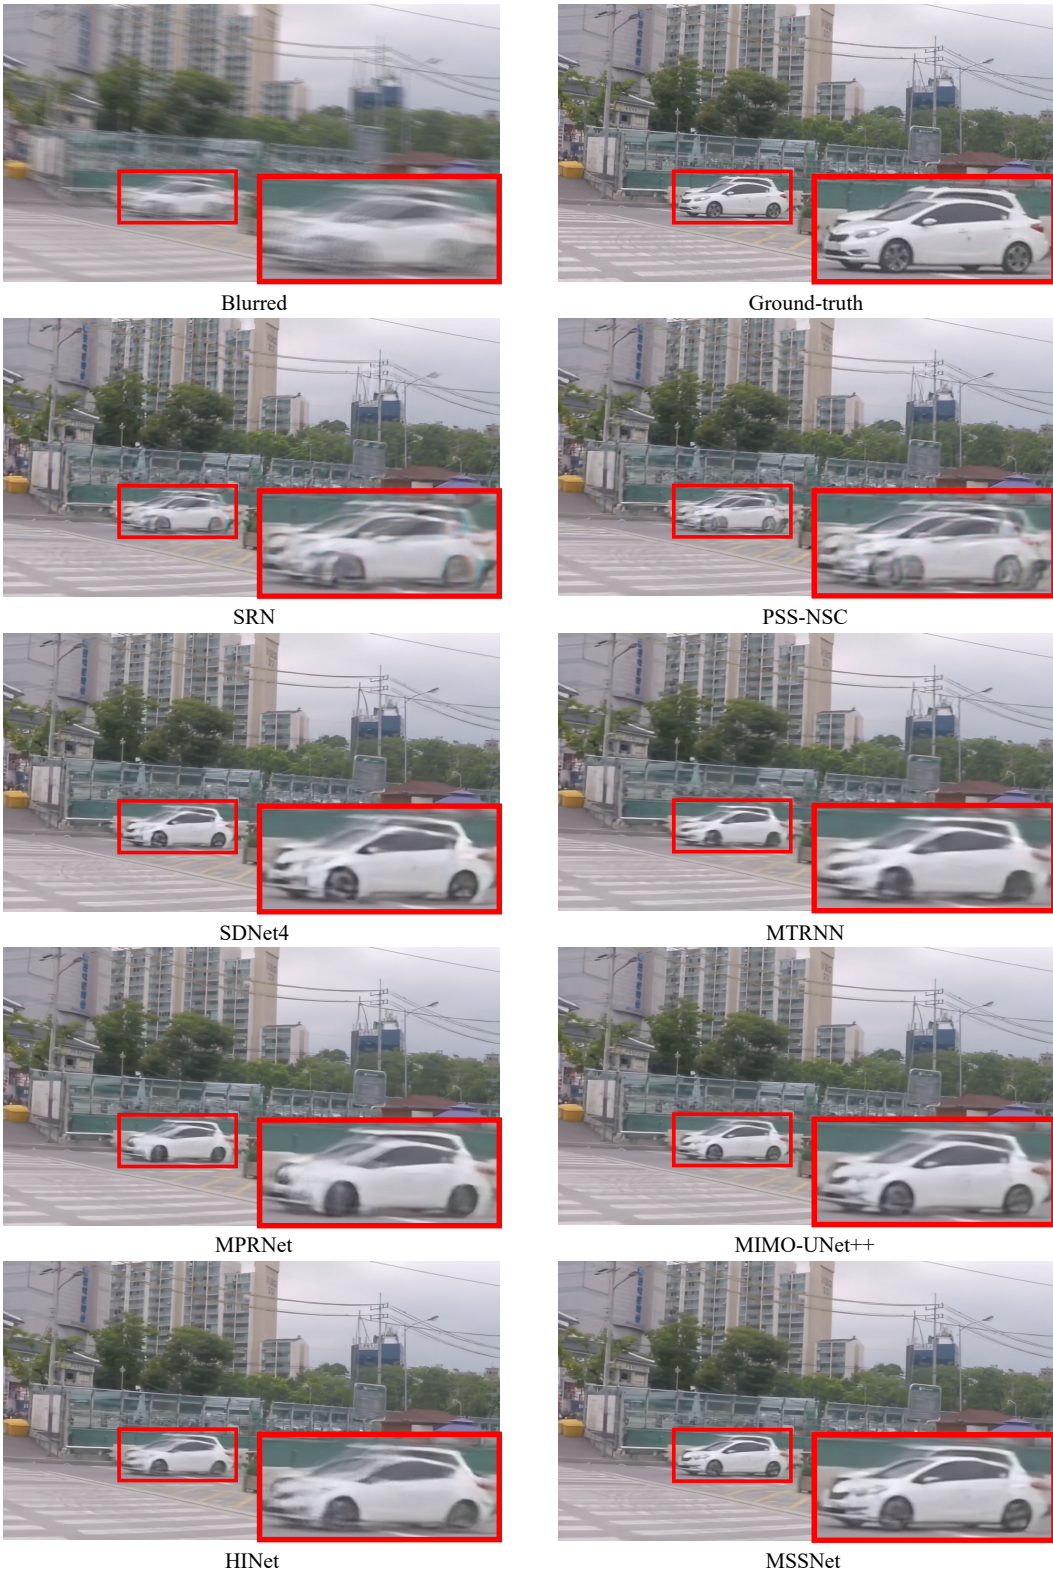 Blurred
Ground-truth
SRN
PSS-NSC
SDNet4
MTRNN
MPRNet
MIMO-UNet++
HINet
MSSNet